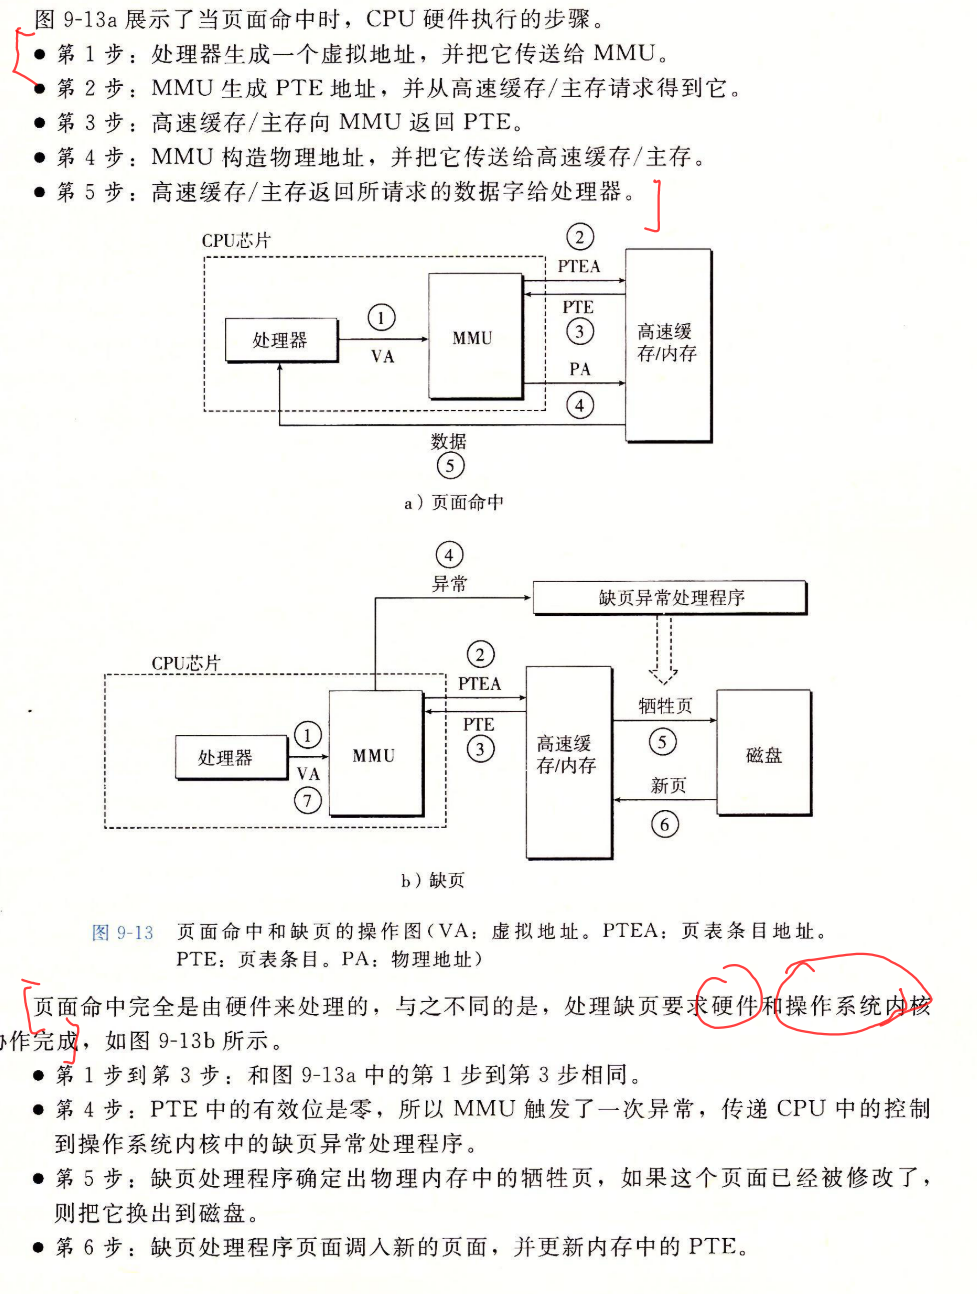 图 9-13a 展示了当页面命中时，CPU 硬件执行的步骤。
● 第 1 步：处理器生成一个虚拟地址，并把它传送给 MMU。
● 第 2 步：MMU 生成 PTE 地址，并从高速缓存/主存请求得到它。
● 第 3 步：高速缓存/主存向 MMU 返回 PTE。
● 第 4 步：MMU 构造物理地址，并把它传送给高速缓存/主存。
● 第 5 步：高速缓存/主存返回所请求的数据字给处理器。
CPU芯片
②
PTEA
处理器
①
VA
MMU
PTE
③
高速缓
存/内存
PA
④
数据
⑤
a）页面命中
④
异常
缺页异常处理程序
CPU芯片
②
PTEA
处理器
①
VA
⑦
MMU
PTE
③
高速缓
存/内存
牺牲页
⑤
新页
⑥
磁盘
b）缺页
图 9-13 页面命中和缺页的操作图（VA：虚拟地址。PTEA：页表条目地址。
PTE：页表条目。PA：物理地址）
页面命中完全是由硬件来处理的，与之不同的是，处理缺页要求硬件和操作系统内核
作完成，如图 9-13b 所示。
● 第 1 步到第 3 步：和图 9-13a 中的第 1 步到第 3 步相同。
● 第 4 步：PTE 中的有效位是零，所以 MMU 触发了一次异常，传递 CPU 中的控制
到操作系统内核中的缺页异常处理程序。
● 第 5 步：缺页处理程序确定出物理内存中的牺牲页，如果这个页面已经被修改了，
则把它换出到磁盘。
● 第 6 步：缺页处理程序页面调入新的页面，并更新内存中的 PTE。